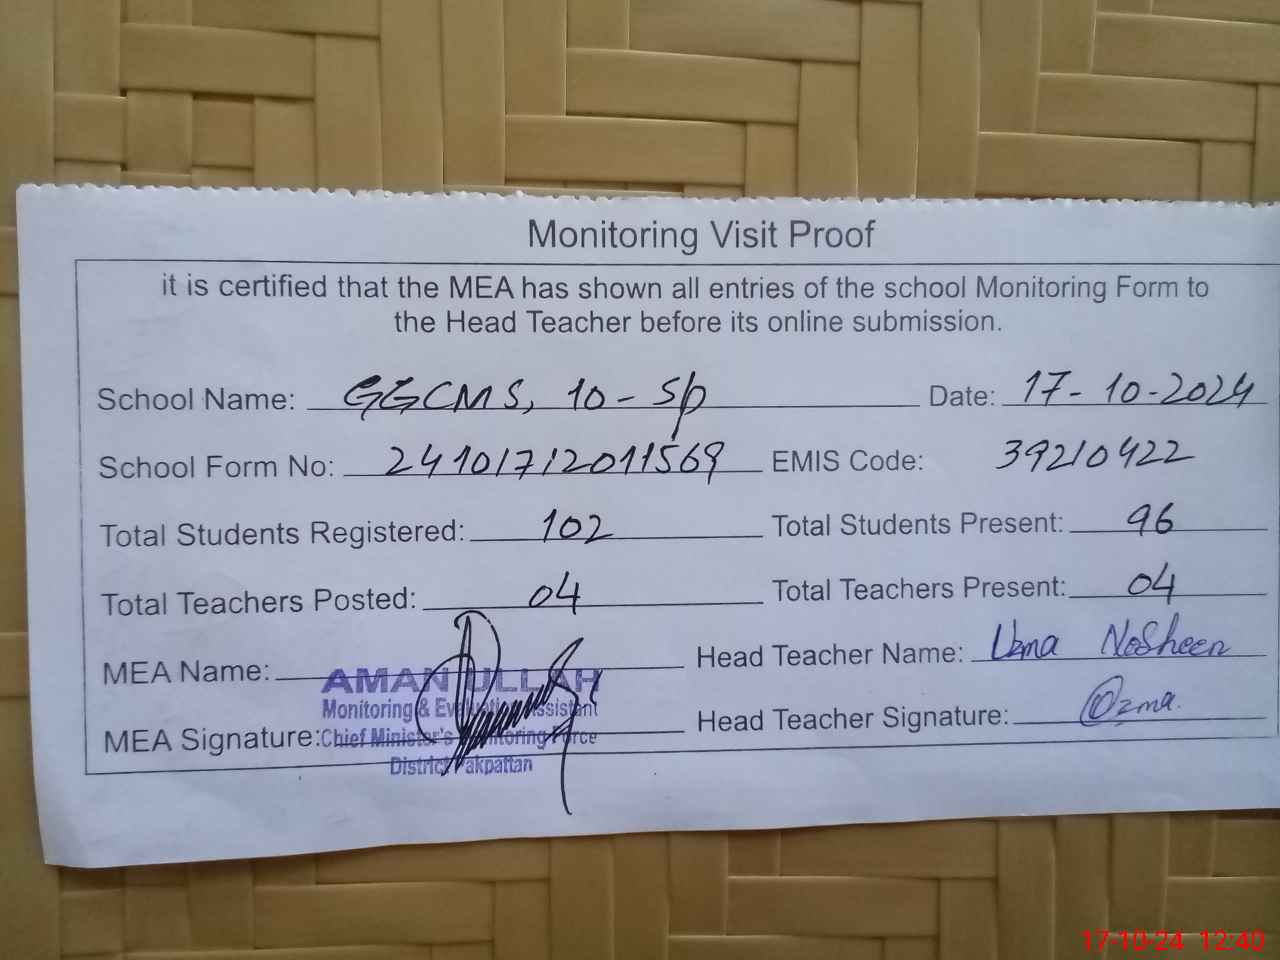 Monitoring Visit Proof
it is certified that the MEA has shown all entries of the school Monitoring Form to
the Head Teacher before its online submission.
School Name: GGCMS, 10-SP Date: 17-10-2024
School Form No: 24101712011569 EMIS Code: 39210422
Total Students Registered: 102 Total Students Present: 96
Total Teachers Posted: 04 Total Teachers Present: 04
MEA Name: Head Teacher Name: Uzma Nosheen
AMAN ULLAH
Monitoring & Evaluation Assistant
MEA Signature: Head Teacher Signature: Ozma.
Chief Minister's Monitoring Force
District Pakpattan
17-10-24 12:40